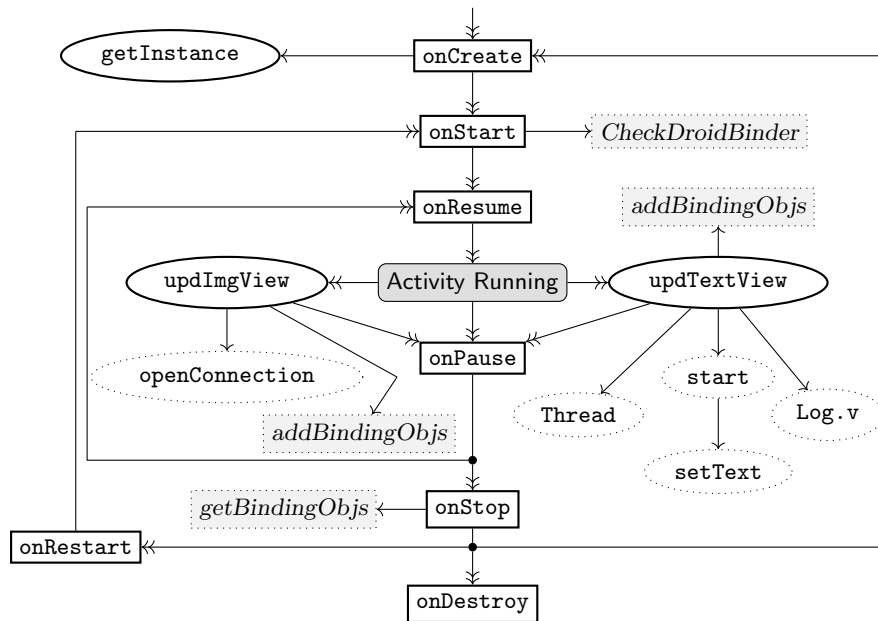 getInstance
onCreate
onStart
CheckDroidBinder
onResume
addBindingObjs
updImgView
Activity Running
updTextView
onPause
openConnection
start
Thread
Log.v
addBindingObjs
setText
getBindingObjs
onStop
onRestart
onDestroy